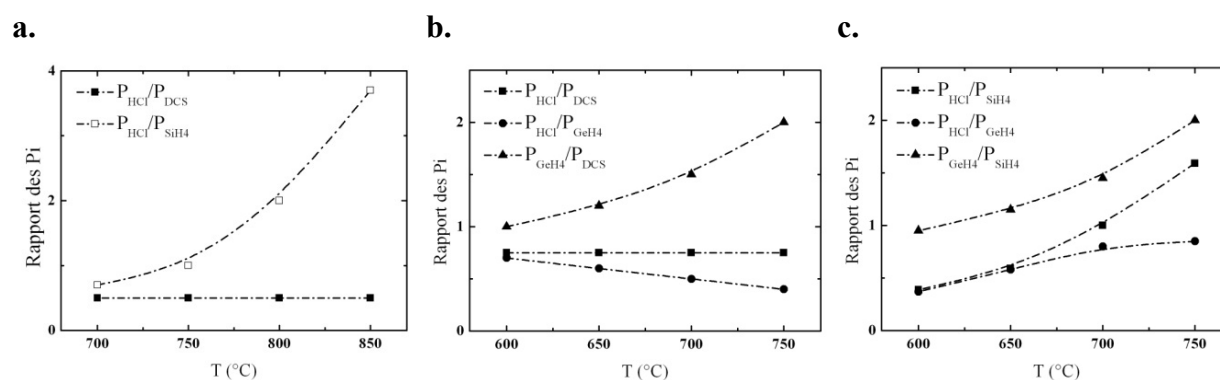 a.
4
2
0
P_HCl/P_DCS
P_HCl/P_SiH4
Rapport des Pi
700 750 800 850
T (°C)
b.
2
1
0
P_HCl/P_DCS
P_HCl/P_GeH4
P_GeH4/P_DCS
Rapport des Pi
600 650 700 750
T (°C)
c.
2
1
0
P_HCl/P_SiH4
P_HCl/P_GeH4
P_GeH4/P_SiH4
Rapport des Pi
600 650 700 750
T (°C)